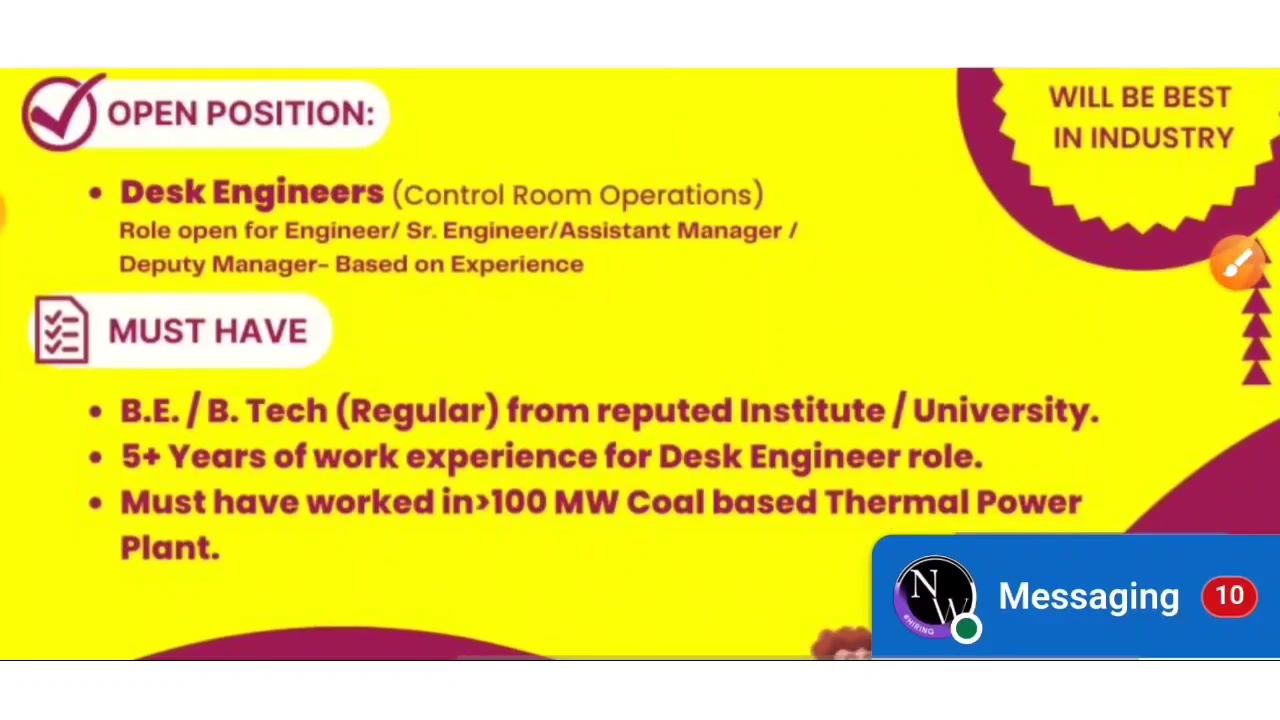 OPEN POSITION:
WILL BE BEST
IN INDUSTRY
• Desk Engineers (Control Room Operations)
Role open for Engineer/ Sr. Engineer/Assistant Manager /
Deputy Manager- Based on Experience
MUST HAVE
• B.E. / B. Tech (Regular) from reputed Institute / University.
• 5+ Years of work experience for Desk Engineer role.
• Must have worked in>100 MW Coal based Thermal Power
Plant.
NW
#HIRING
Messaging 10